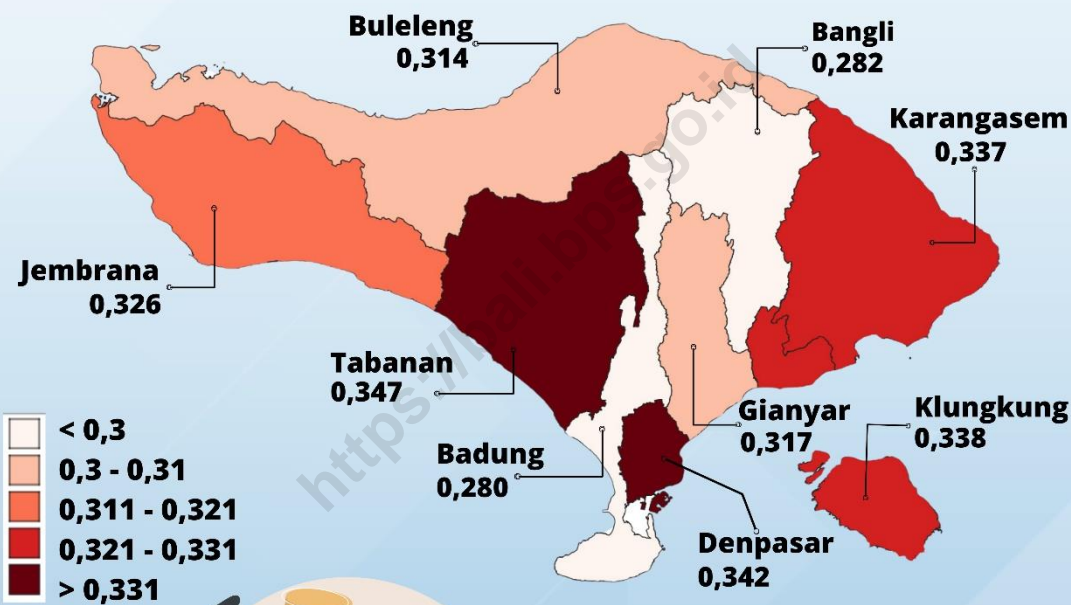 Buleleng
0,314
Bangli
0,282
Karangasem
0,337
Jembrana
0,326
Tabanan
0,347
Badung
0,280
Gianyar
0,317
Klungkung
0,338
Denpasar
0,342
< 0,3
0,3 - 0,31
0,311 - 0,321
0,321 - 0,331
> 0,331
https://bali.bps.go.id